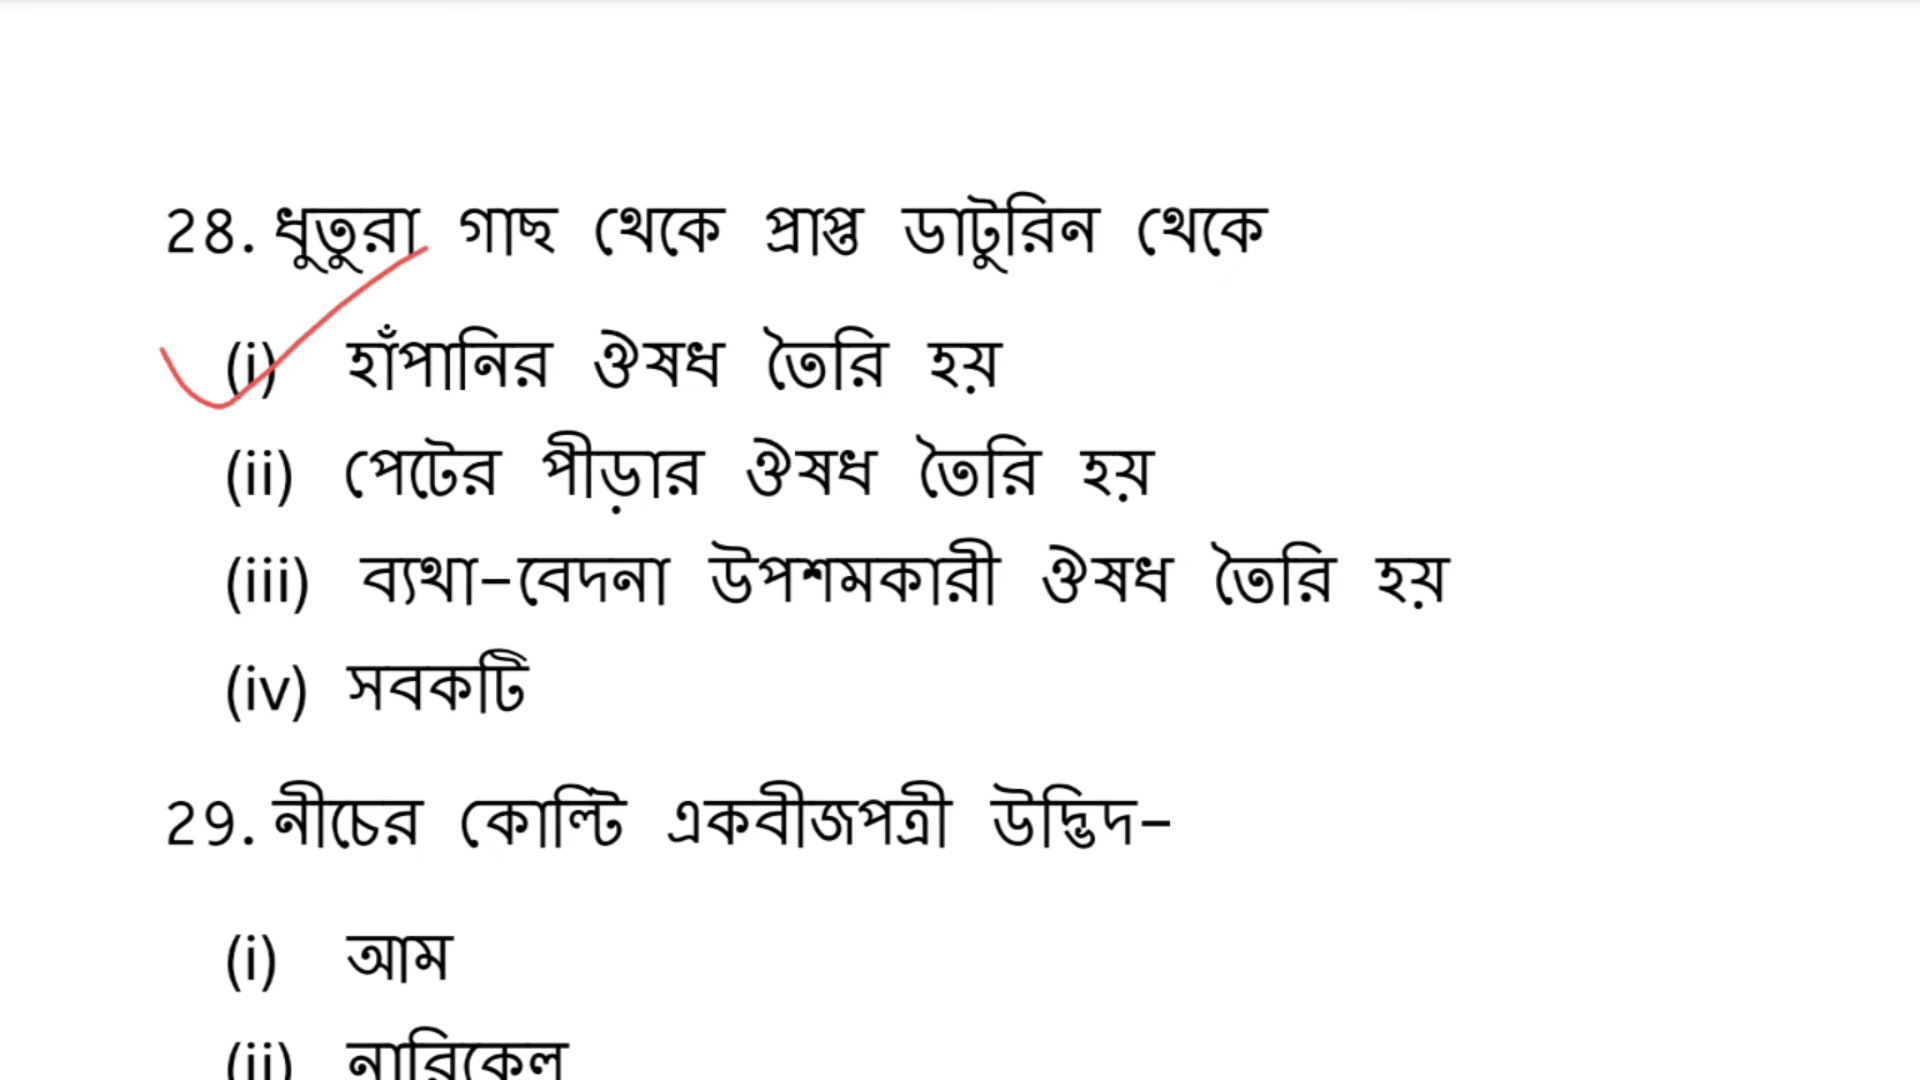 28. ধুতুরা গাছ থেকে প্রাপ্ত ডাটুরিন থেকে
(i) হাঁপানির ঔষধ তৈরি হয়
(ii) পেটের পীড়ার ঔষধ তৈরি হয়
(iii) ব্যথা-বেদনা উপশমকারী ঔষধ তৈরি হয়
(iv) সবকটি
29. নীচের কোল্টি একবীজপত্রী উদ্ভিদ-
(i) আম
(ii) নারিকেল